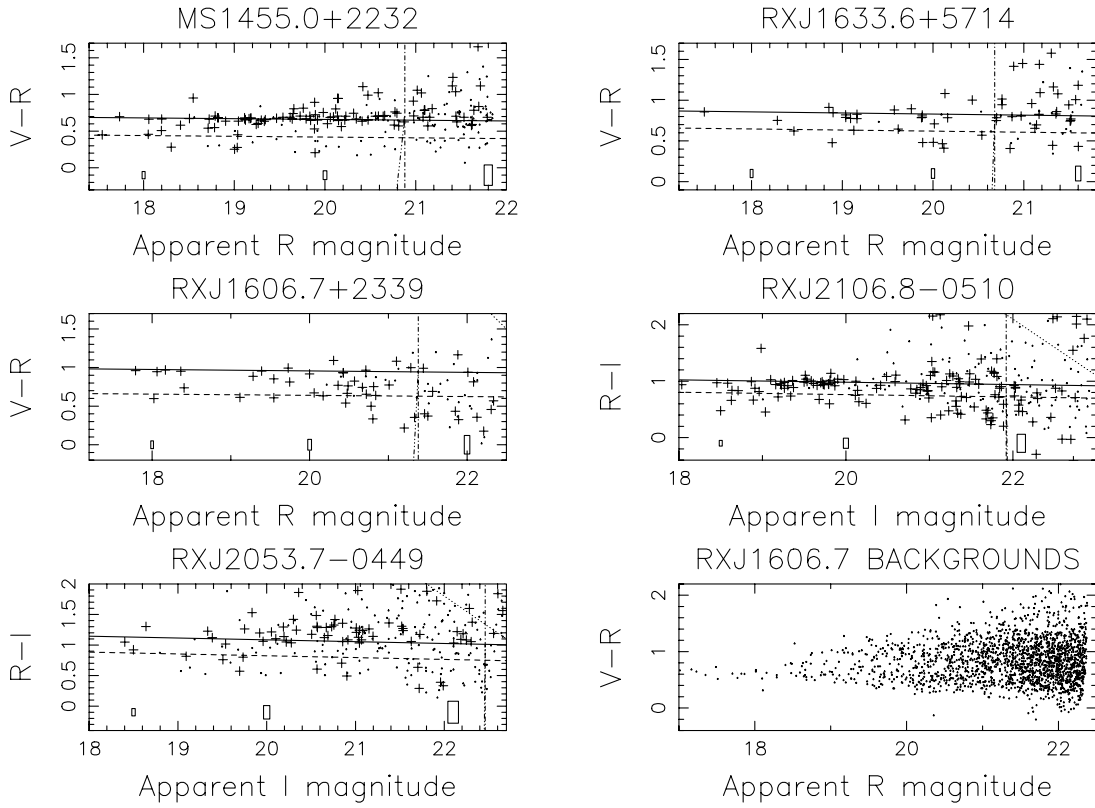 MS1455.0+2232
V−R
0 0.5 1 1.5
18 19 20 21 22
Apparent R magnitude
RXJ1633.6+5714
V−R
0 0.5 1 1.5
18 19 20 21
Apparent R magnitude
RXJ1606.7+2339
V−R
0 0.5 1 1.5
18 20 22
Apparent R magnitude
RXJ2106.8−0510
R−I
0 1 2
18 20 22
Apparent I magnitude
RXJ2053.7−0449
R−I
0 0.5 1 1.5 2
18 19 20 21 22
Apparent I magnitude
RXJ1606.7 BACKGROUNDS
V−R
0 1 2
18 20 22
Apparent R magnitude